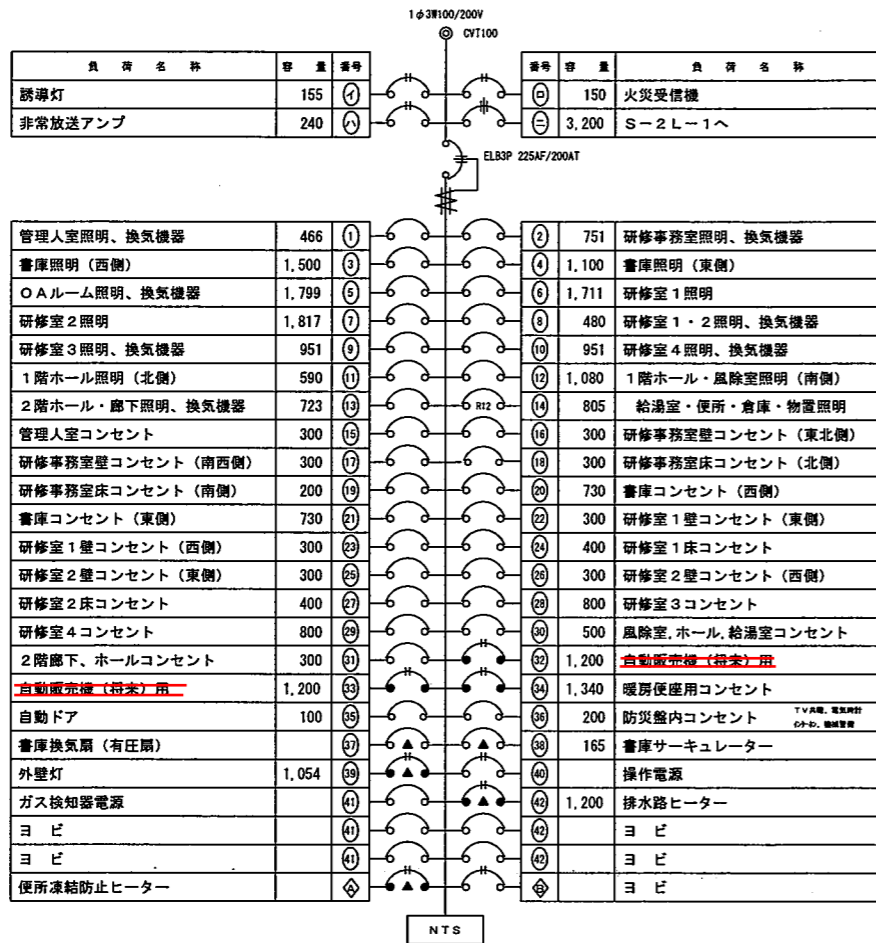 1φ3W100/200V
CVT100
負荷名称 容量 番号 番号 容量 負荷名称
誘導灯 155 イ ロ 150 火災受信機
非常放送アンプ 240 ハ ニ 3,200 S-2L-1へ
ELB3P 225AF/200AT
管理人室照明、換気機器 466 1 2 751 研修事務室照明、換気機器
書庫照明(西側) 1,500 3 4 1,100 書庫照明(東側)
OAルーム照明、換気機器 1,799 5 6 1,711 研修室1照明
研修室2照明 1,817 7 8 480 研修室1・2照明、換気機器
研修室3照明、換気機器 951 9 10 951 研修室4照明、換気機器
1階ホール照明(北側) 590 11 12 1,080 1階ホール・風除室照明(南側)
2階ホール・廊下照明、換気機器 723 13 R12 14 805 給湯室・便所・倉庫・物置照明
管理人室コンセント 300 15 16 300 研修事務室壁コンセント(東北側)
研修事務室壁コンセント(南西側) 300 17 18 300 研修事務室床コンセント(北側)
研修事務室床コンセント(南側) 200 19 20 730 書庫コンセント(西側)
書庫コンセント(東側) 730 21 22 300 研修室1壁コンセント(東側)
研修室1壁コンセント(西側) 300 23 24 400 研修室1床コンセント
研修室2壁コンセント(東側) 300 25 26 300 研修室2壁コンセント(西側)
研修室2床コンセント 400 27 28 800 研修室3コンセント
研修室4コンセント 800 29 30 500 風除室,ホール,給湯室コンセント
2階廊下、ホールコンセント 300 31 32 1,200 自動販売機(将来)用
自動販売機(将来)用 1,200 33 34 1,340 暖房便座用コンセント
自動ドア 100 35 36 200 防災盤内コンセント TV共聴、電気時計
書庫換気扇(有圧扇) 37 38 165 書庫サーキュレーター
外壁灯 1,054 39 40 操作電源
ガス検知器電源 41 42 1,200 排水路ヒーター
ヨビ 41 42 ヨビ
ヨビ 41 42 ヨビ
便所凍結防止ヒーター A B ヨビ
NTS